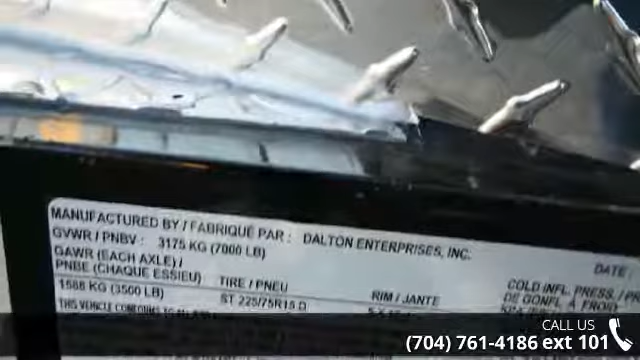 MANUFACTURED BY / FABRIQUÉ PAR : DALTON ENTERPRISES, INC.
GVWR / PNBV : 3175 KG (7000 LB)
DATE
GAWR (EACH AXLE) /
PNBE (CHAQUE ESSIEU)
1588 KG (3500 LB)
TIRE / PNEU
ST 225/75R15 D
RIM / JANTE
COLD INFL. PRESS. /
DE GONFL. À FROID
THIS VEHICLE CONFORMS TO
CALL US
(704) 761-4186 ext 101